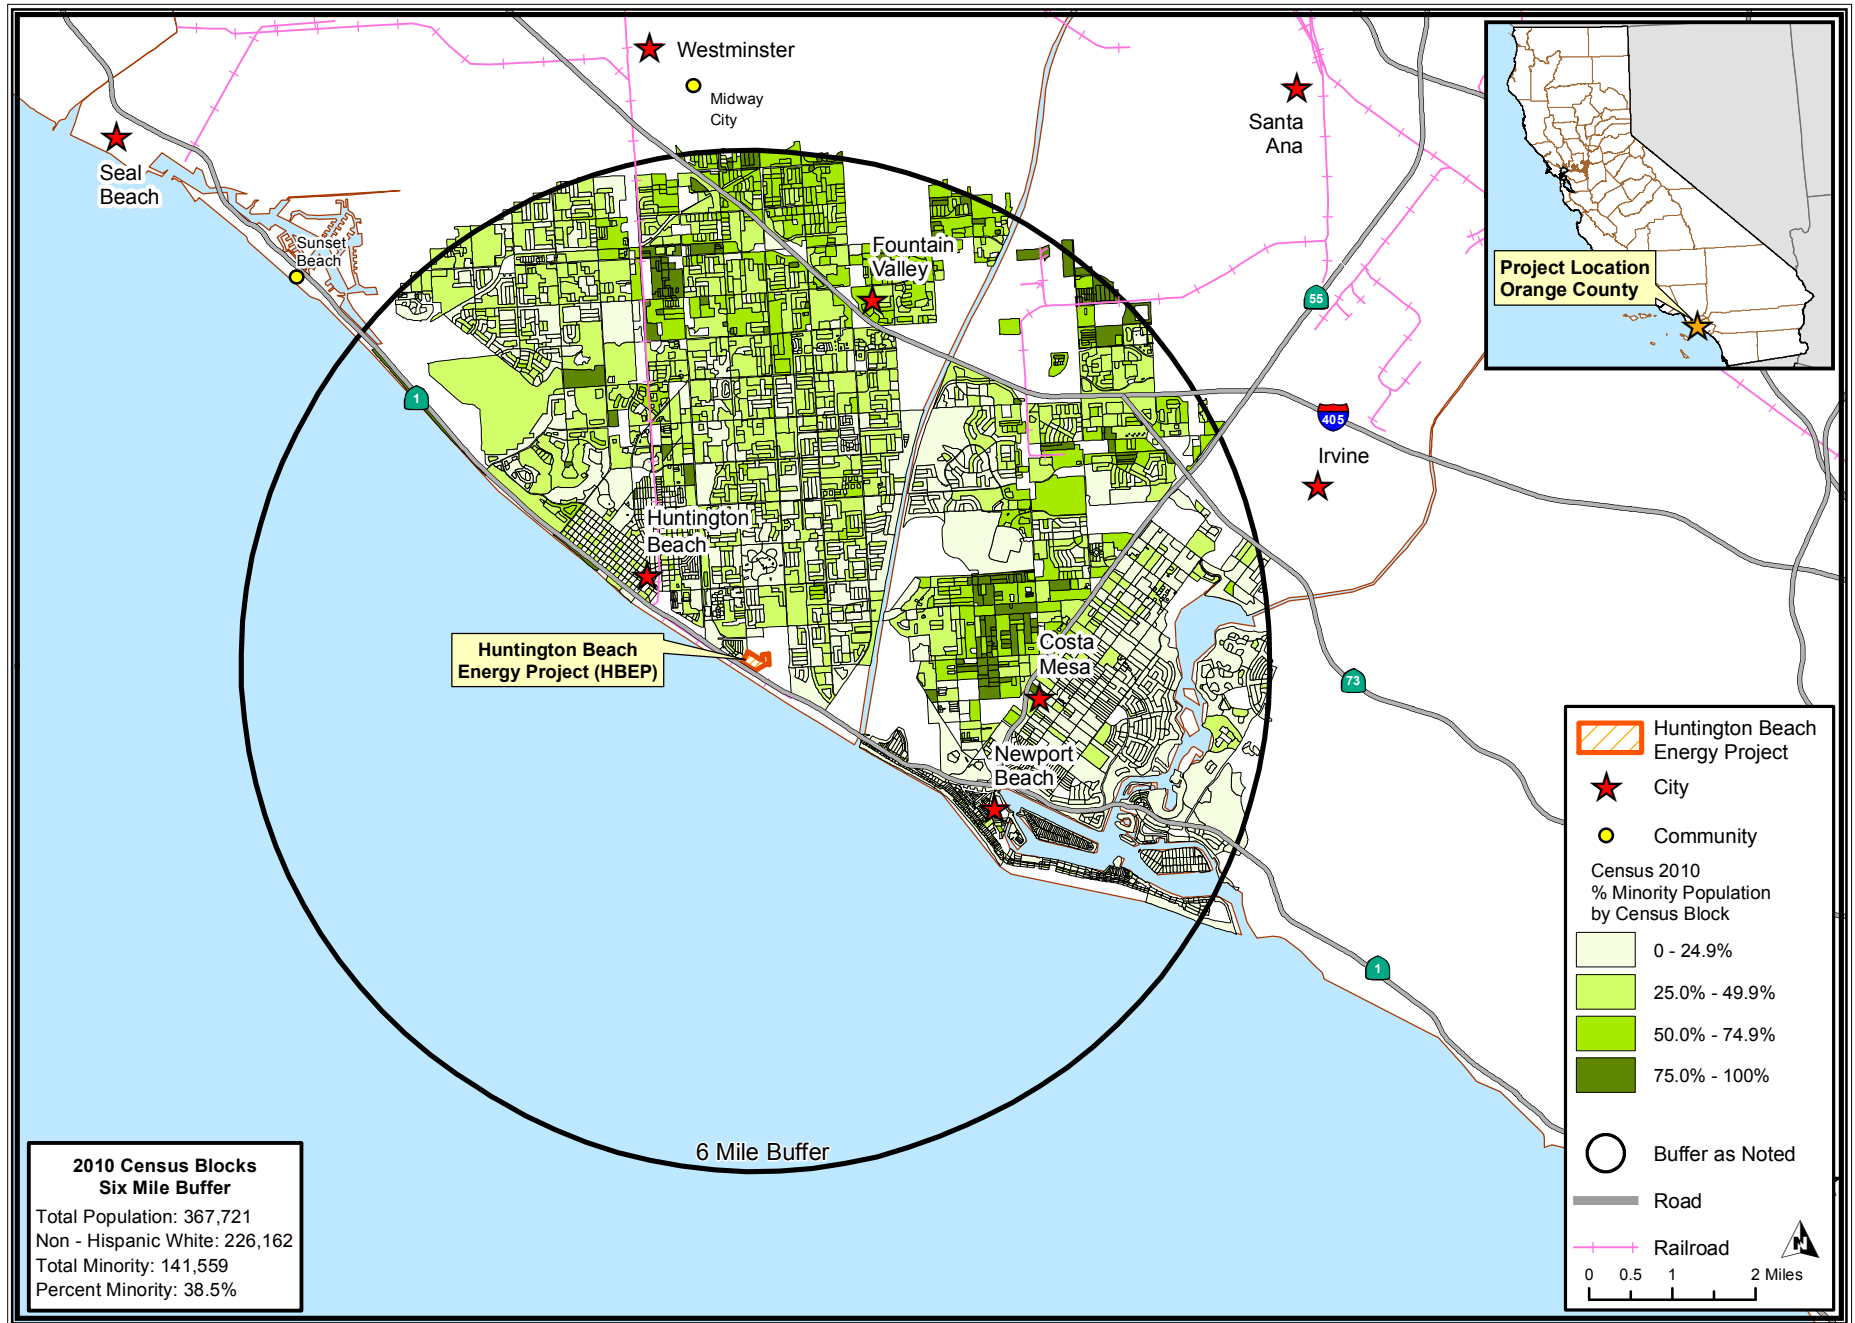 Westminster
Midway
City
Santa
Ana
Seal
Beach
Sunset
Beach
Fountain
Valley
Project Location
Orange County
55
1
405
Irvine
Huntington
Beach
Huntington Beach
Energy Project (HBEP)
Costa
Mesa
73
Newport
Beach
1
6 Mile Buffer
2010 Census Blocks
Six Mile Buffer
Total Population: 367,721
Non - Hispanic White: 226,162
Total Minority: 141,559
Percent Minority: 38.5%
Huntington Beach
Energy Project
City
Community
Census 2010
% Minority Population
by Census Block
0 - 24.9%
25.0% - 49.9%
50.0% - 74.9%
75.0% - 100%
Buffer as Noted
Road
Railroad
N
0 0.5 1 2 Miles